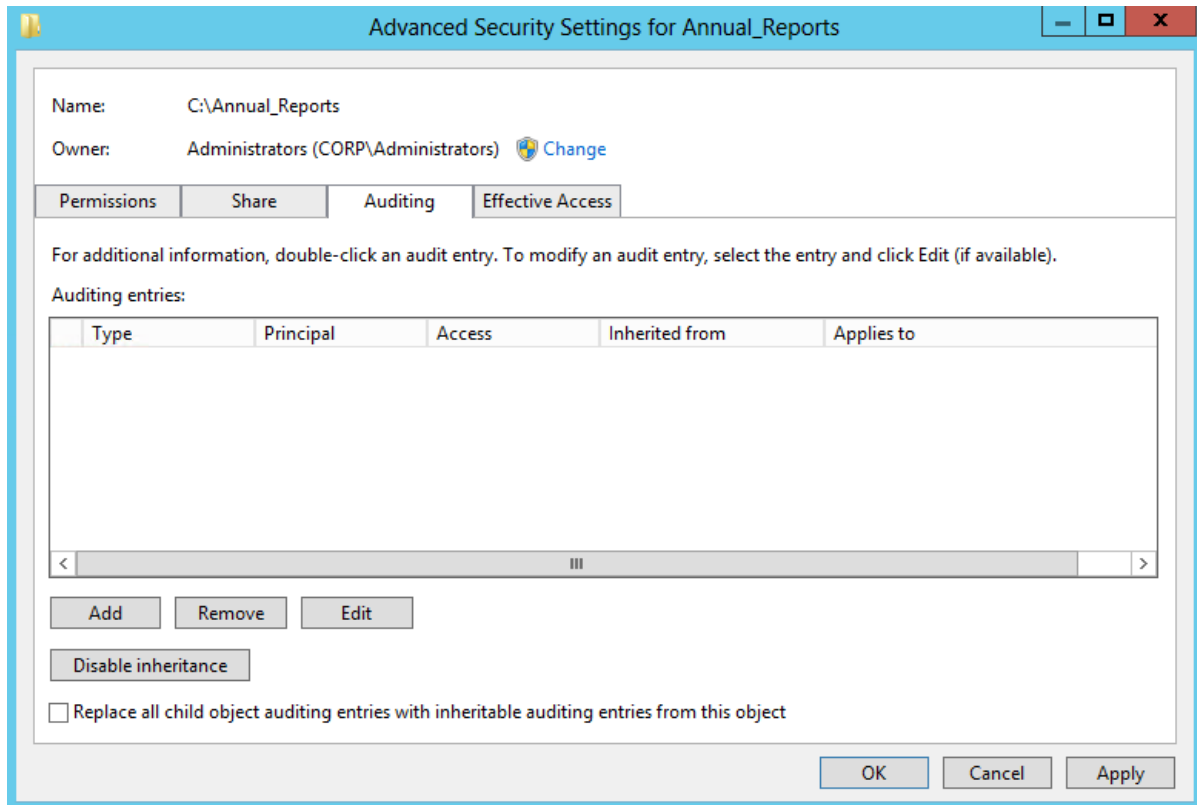 Advanced Security Settings for Annual_Reports
Name: C:\Annual_Reports
Owner: Administrators (CORP\Administrators) Change
Permissions Share Auditing Effective Access
For additional information, double-click an audit entry. To modify an audit entry, select the entry and click Edit (if available).
Auditing entries:
Type Principal Access Inherited from Applies to
Add Remove Edit
Disable inheritance
Replace all child object auditing entries with inheritable auditing entries from this object
OK Cancel Apply